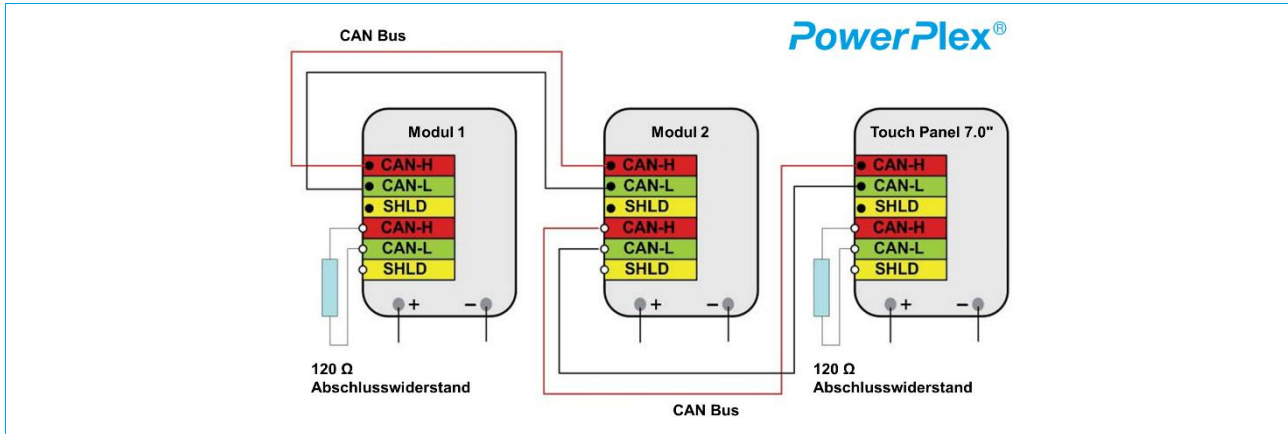 CAN Bus
PowerPlex®
Modul 1
CAN-H
CAN-L
SHLD
CAN-H
CAN-L
SHLD
+ −
120 Ω
Abschlusswiderstand
Modul 2
CAN-H
CAN-L
SHLD
CAN-H
CAN-L
SHLD
+ −
Touch Panel 7.0"
CAN-H
CAN-L
SHLD
CAN-H
CAN-L
SHLD
+ −
120 Ω
Abschlusswiderstand
CAN Bus